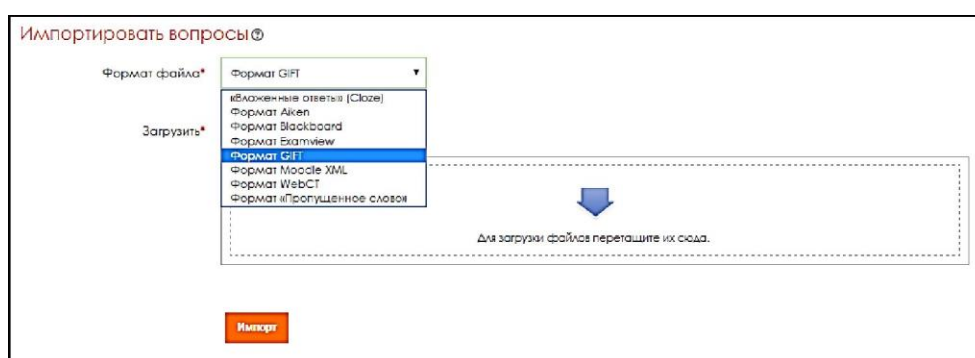 Импортировать вопросы
Формат файла*
Формат GIFT
«Вложенные ответы» (Cloze)
Формат Aiken
Формат Blackboard
Загрузить*
Формат Examview
Формат GIFT
Формат Moodle XML
Формат WebCT
Формат «Пропущенное слово»
Для загрузки файлов перетащите их сюда.
Импорт